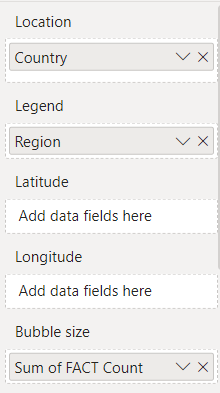 Location
Country
Legend
Region
Latitude
Add data fields here
Longitude
Add data fields here
Bubble size
Sum of FACT Count